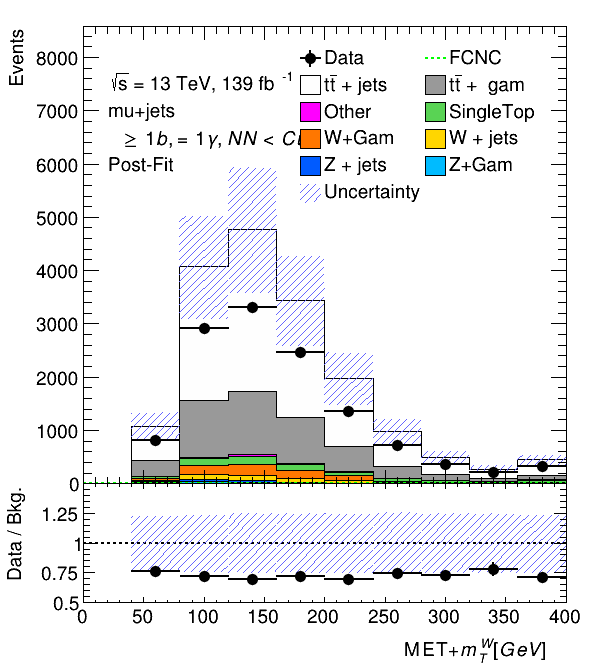 Events
8000
7000
6000
5000
4000
3000
2000
1000
0
√s = 13 TeV, 139 fb⁻¹
mu+jets
≥ 1b, = 1γ, NN < C
Post-Fit
Data
FCNC
tt̄ + jets
tt̄ + gam
Other
SingleTop
W+Gam
W + jets
Z + jets
Z+Gam
Uncertainty
Data / Bkg.
1.25
1
0.75
0.5
0 50 100 150 200 250 300 350 400
MET+m_T^W[GeV]